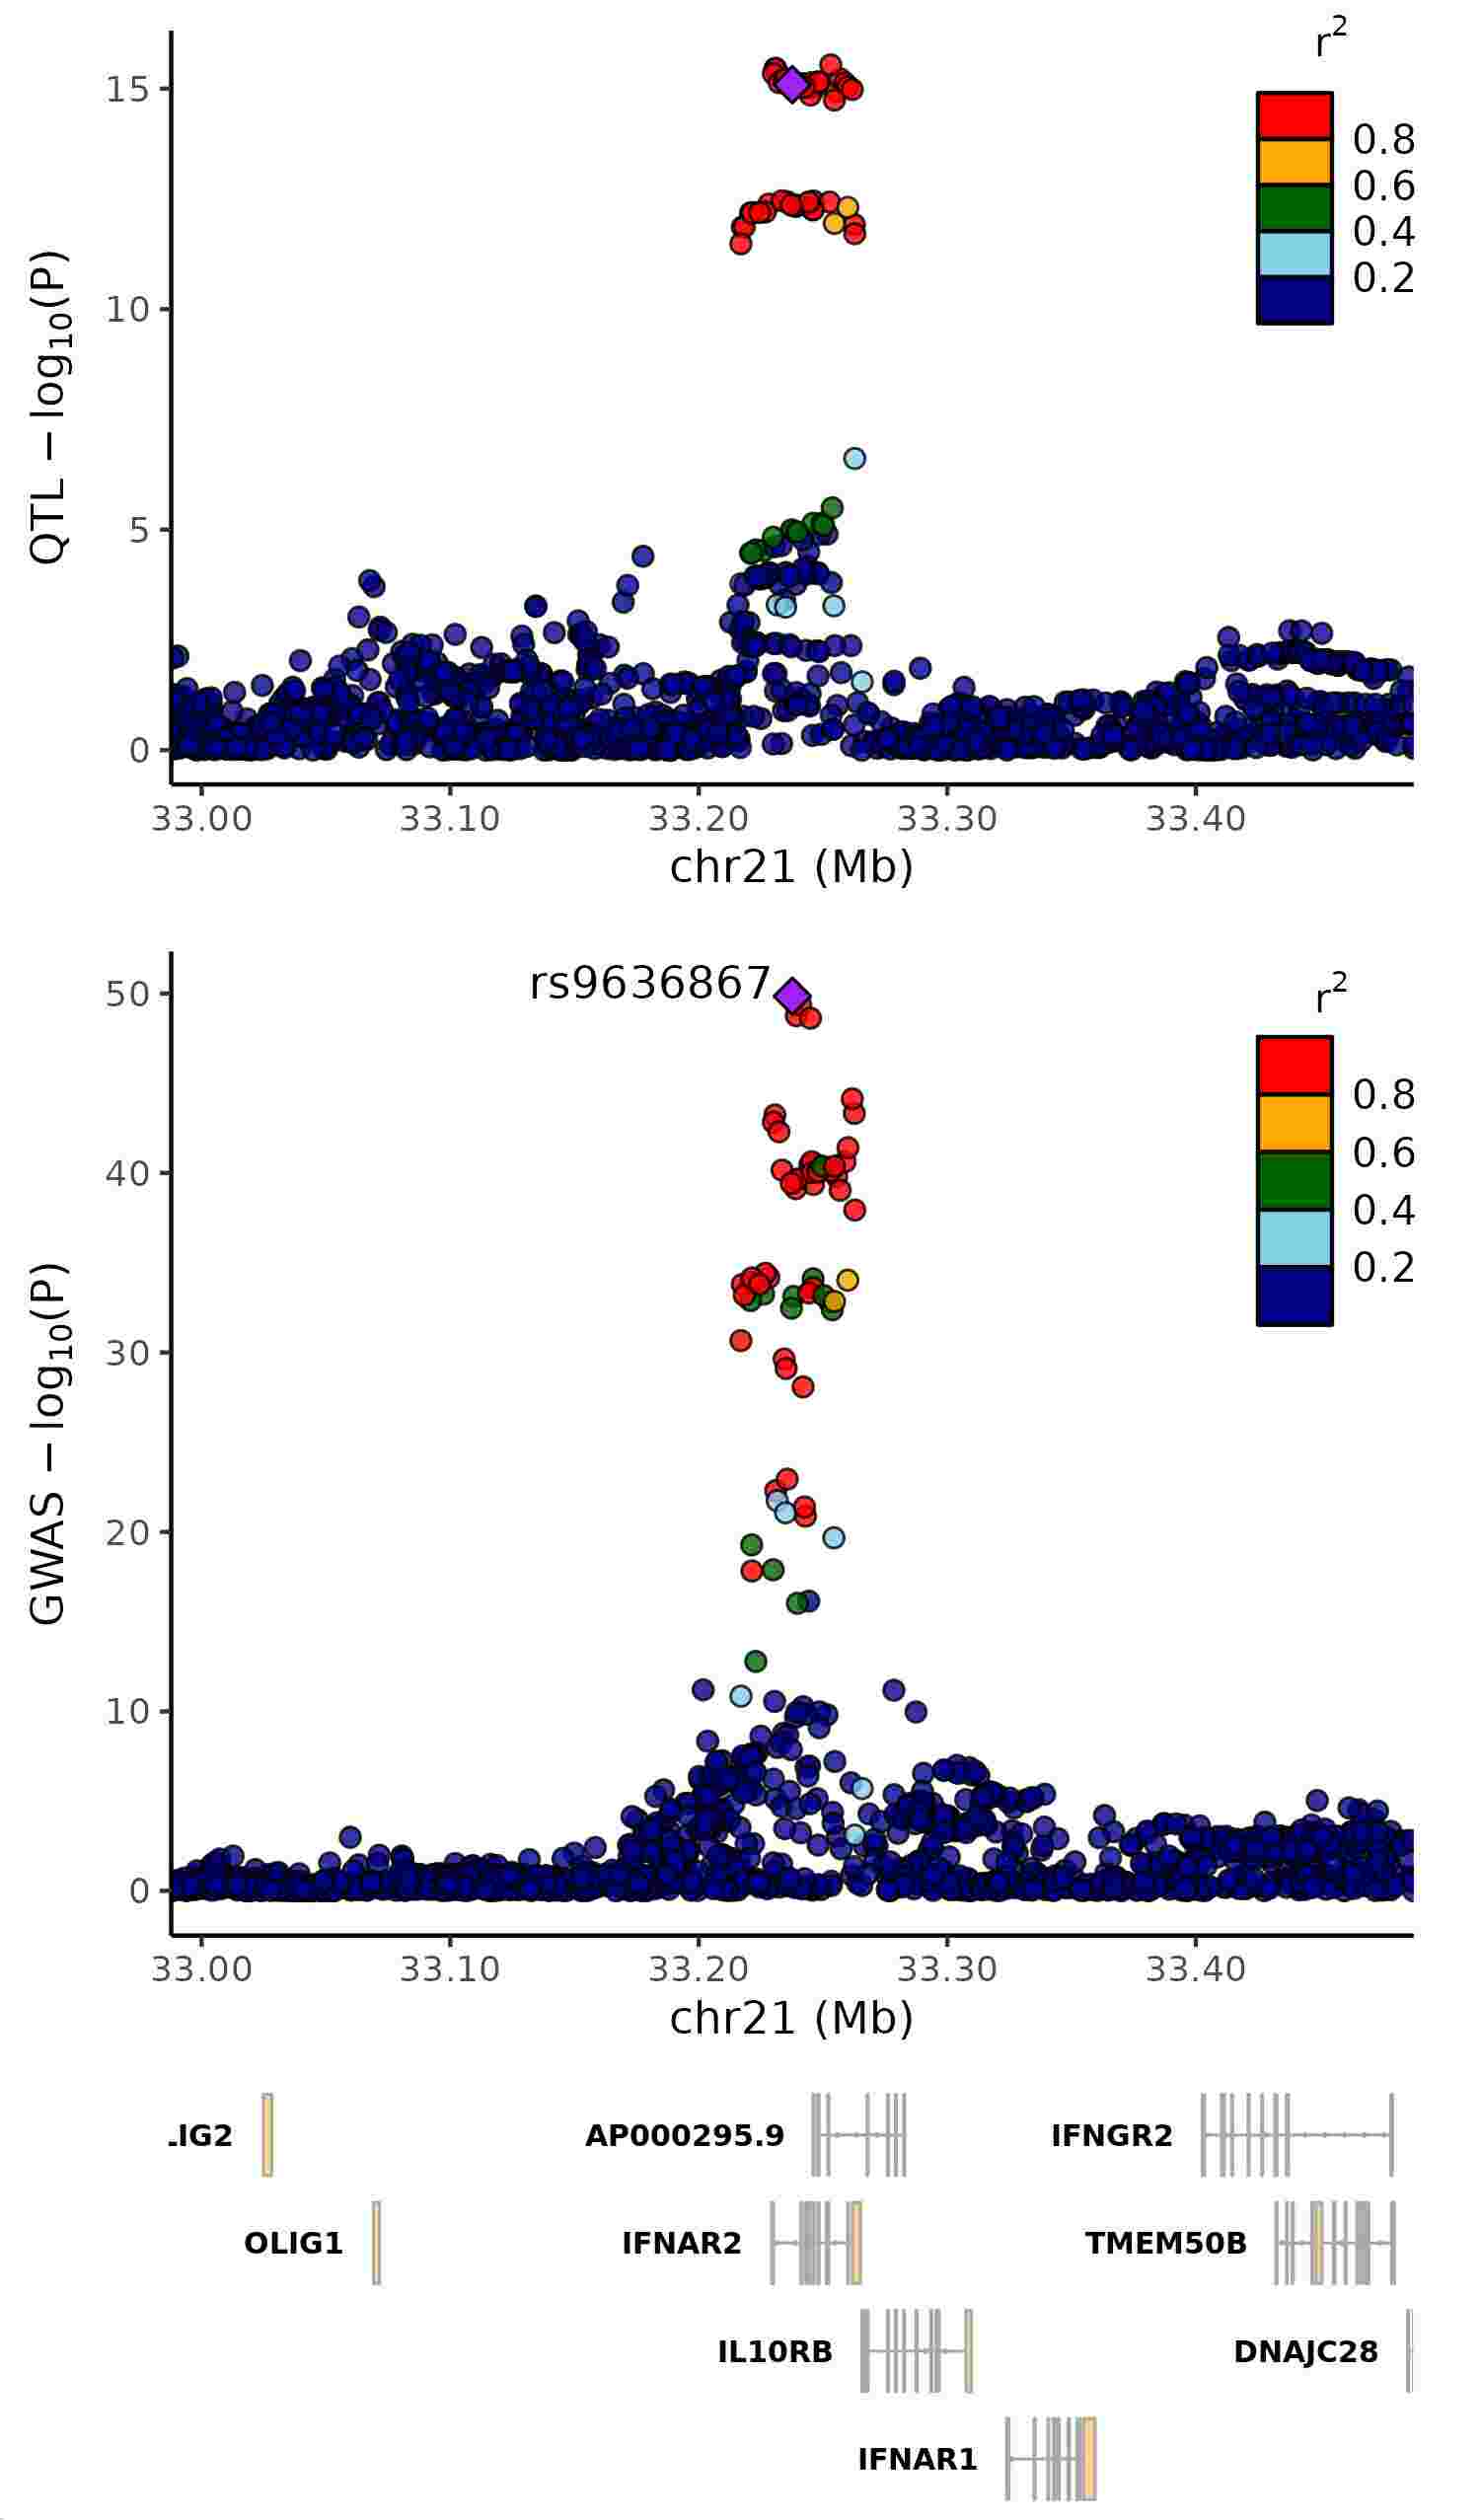 r2
15
10
5
0
QTL − log10(P)
0.8
0.6
0.4
0.2
33.00 33.10 33.20 33.30 33.40
chr21 (Mb)
rs9636867
r2
50
40
30
20
10
0
GWAS − log10(P)
0.8
0.6
0.4
0.2
33.00 33.10 33.20 33.30 33.40
chr21 (Mb)
.IG2 AP000295.9 IFNGR2
OLIG1 IFNAR2 TMEM50B
IL10RB DNAJC28
IFNAR1